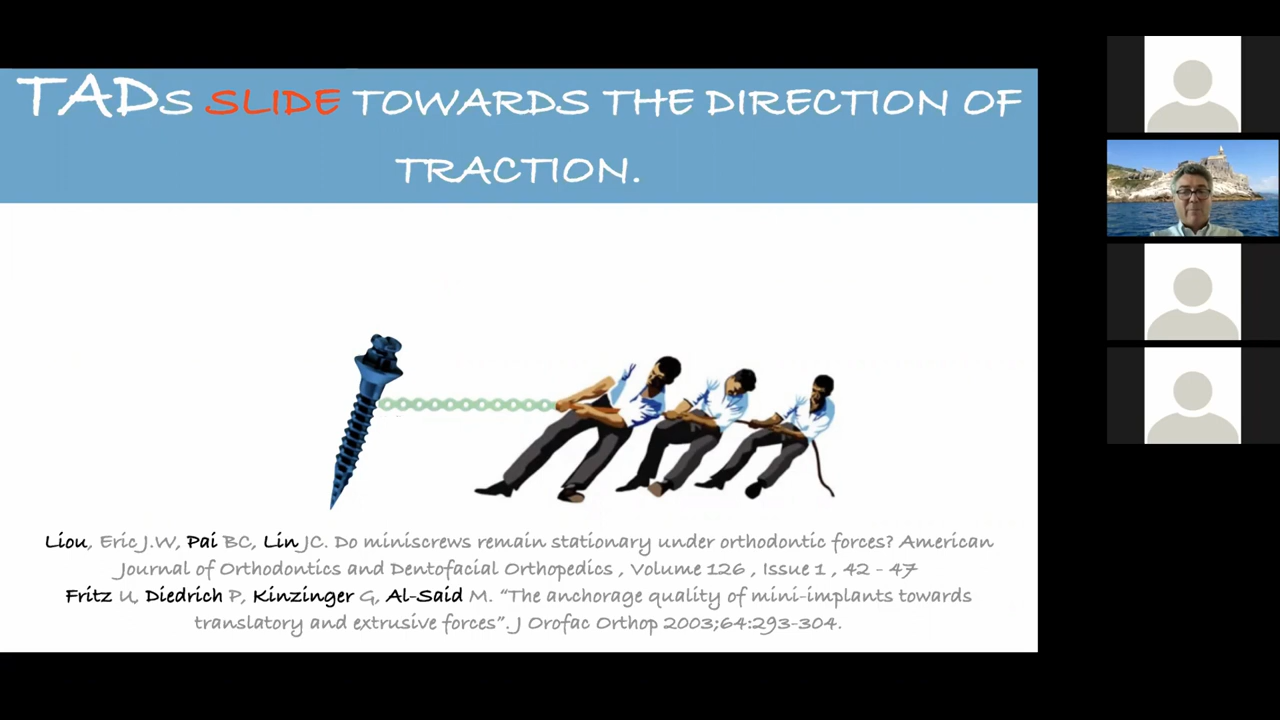 TADs SLIDE TOWARDS THE DIRECTION OF
TRACTION.
Liou, Eric J.W, Pai BC, Lin JC. Do miniscrews remain stationary under orthodontic forces? American
Journal of Orthodontics and Dentofacial Orthopedics , Volume 126 , Issue 1 , 42 - 47
Fritz U, Diedrich P, Kinzinger G, Al-Said M. “The anchorage quality of mini-implants towards
translatory and extrusive forces”. J Orofac Orthop 2003;64:293-304.